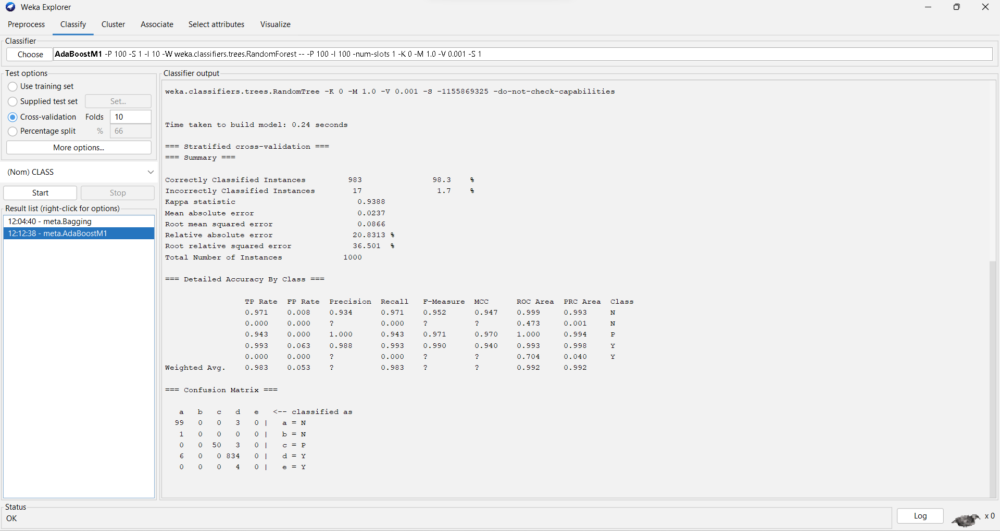 Weka Explorer
Preprocess Classify Cluster Associate Select attributes Visualize
Classifier
Choose AdaBoostM1 -P 100 -S 1 -I 10 -W weka.classifiers.trees.RandomForest -- -P 100 -I 100 -num-slots 1 -K 0 -M 1.0 -V 0.001 -S 1
Test options
Use training set
Supplied test set Set...
Cross-validation Folds 10
Percentage split % 66
More options...
(Nom) CLASS
Start Stop
Result list (right-click for options)
12:04:40 - meta.Bagging
12:12:38 - meta.AdaBoostM1
Classifier output
weka.classifiers.trees.RandomTree -K 0 -M 1.0 -V 0.001 -S -1155869325 -do-not-check-capabilities
Time taken to build model: 0.24 seconds
=== Stratified cross-validation ===
=== Summary ===
Correctly Classified Instances 983 98.3 %
Incorrectly Classified Instances 17 1.7 %
Kappa statistic 0.9388
Mean absolute error 0.0237
Root mean squared error 0.0866
Relative absolute error 20.8313 %
Root relative squared error 36.501 %
Total Number of Instances 1000
=== Detailed Accuracy By Class ===
TP Rate FP Rate Precision Recall F-Measure MCC ROC Area PRC Area Class
0.971 0.008 0.934 0.971 0.952 0.947 0.999 0.993 N
0.000 0.000 ? 0.000 ? ? 0.473 0.001 N
0.943 0.000 1.000 0.943 0.971 0.970 1.000 0.994 P
0.993 0.063 0.988 0.993 0.990 0.940 0.993 0.998 Y
0.000 0.000 ? 0.000 ? ? 0.704 0.040 Y
Weighted Avg. 0.983 0.053 ? 0.983 ? ? 0.992 0.992
=== Confusion Matrix ===
a b c d e <-- classified as
99 0 0 3 0 | a = N
1 0 0 0 0 | b = N
0 0 50 3 0 | c = P
6 0 0 834 0 | d = Y
0 0 0 4 0 | e = Y
Status
OK
Log x 0